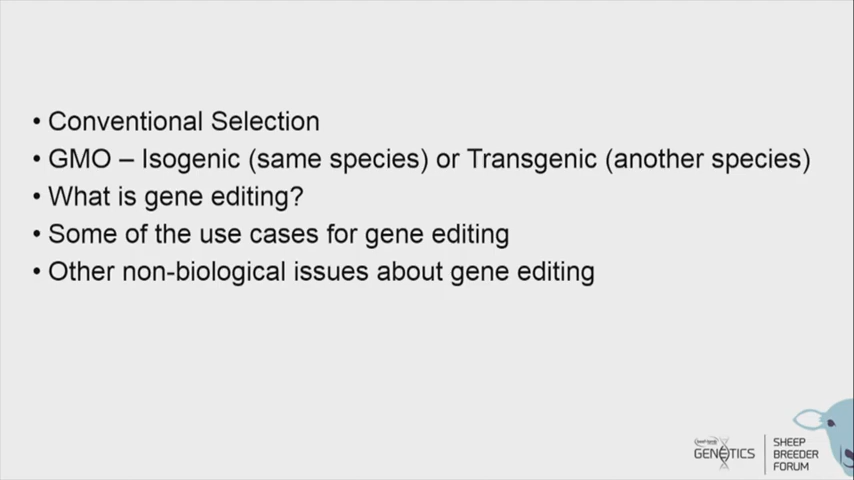 • Conventional Selection
• GMO – Isogenic (same species) or Transgenic (another species)
• What is gene editing?
• Some of the use cases for gene editing
• Other non-biological issues about gene editing
GENETICS
SHEEP
BREEDER
FORUM